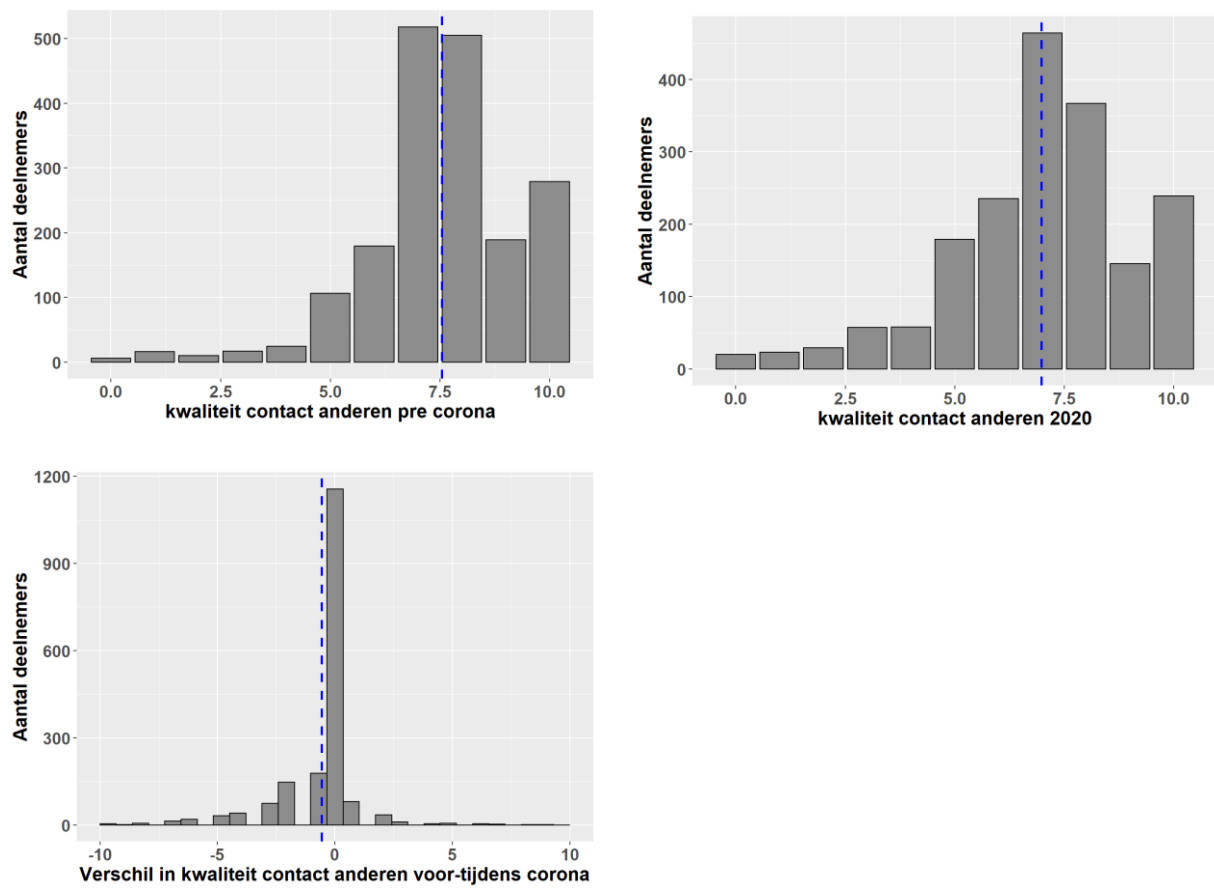 500
400
300
200
100
0
Aantal deelnemers
0.0 2.5 5.0 7.5 10.0
kwaliteit contact anderen pre corona
400
300
200
100
0
Aantal deelnemers
0.0 2.5 5.0 7.5 10.0
kwaliteit contact anderen 2020
1200
900
600
300
0
Aantal deelnemers
-10 -5 0 5 10
Verschil in kwaliteit contact anderen voor-tijdens corona